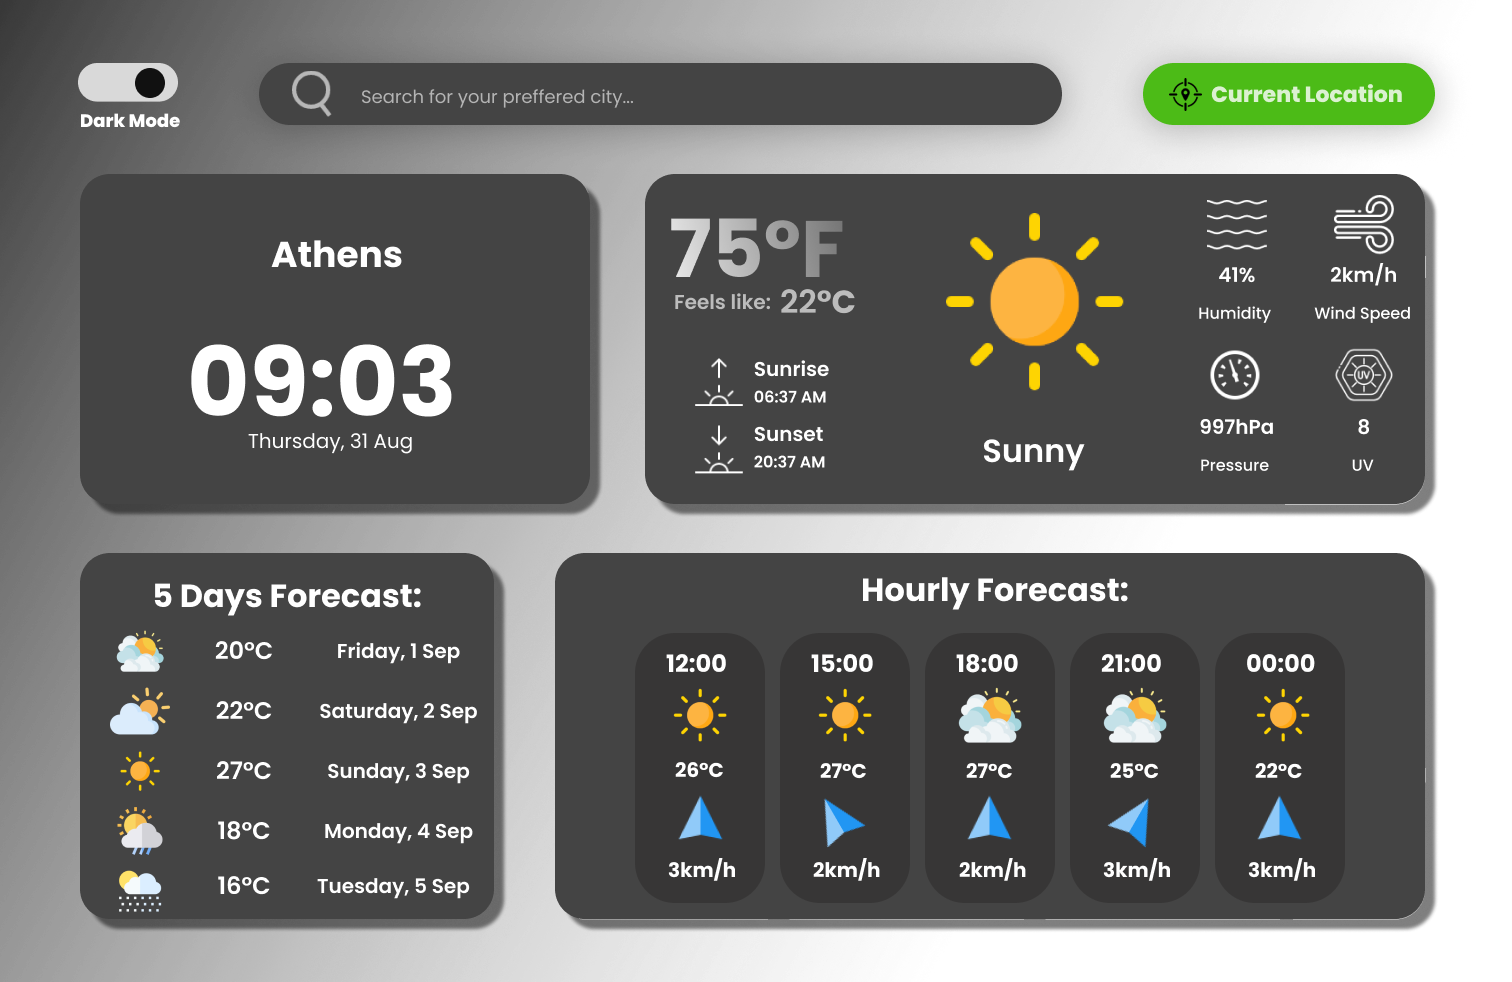 Dark Mode
Search for your preffered city...
Current Location
Athens
09:03
Thursday, 31 Aug
75°F
Feels like: 22°C
Sunrise
06:37 AM
Sunset
20:37 AM
Sunny
41%
Humidity
2km/h
Wind Speed
997hPa
Pressure
UV
8
UV
5 Days Forecast:
20°C Friday, 1 Sep
22°C Saturday, 2 Sep
27°C Sunday, 3 Sep
18°C Monday, 4 Sep
16°C Tuesday, 5 Sep
Hourly Forecast:
12:00 15:00 18:00 21:00 00:00
26°C 27°C 27°C 25°C 22°C
3km/h 2km/h 2km/h 3km/h 3km/h